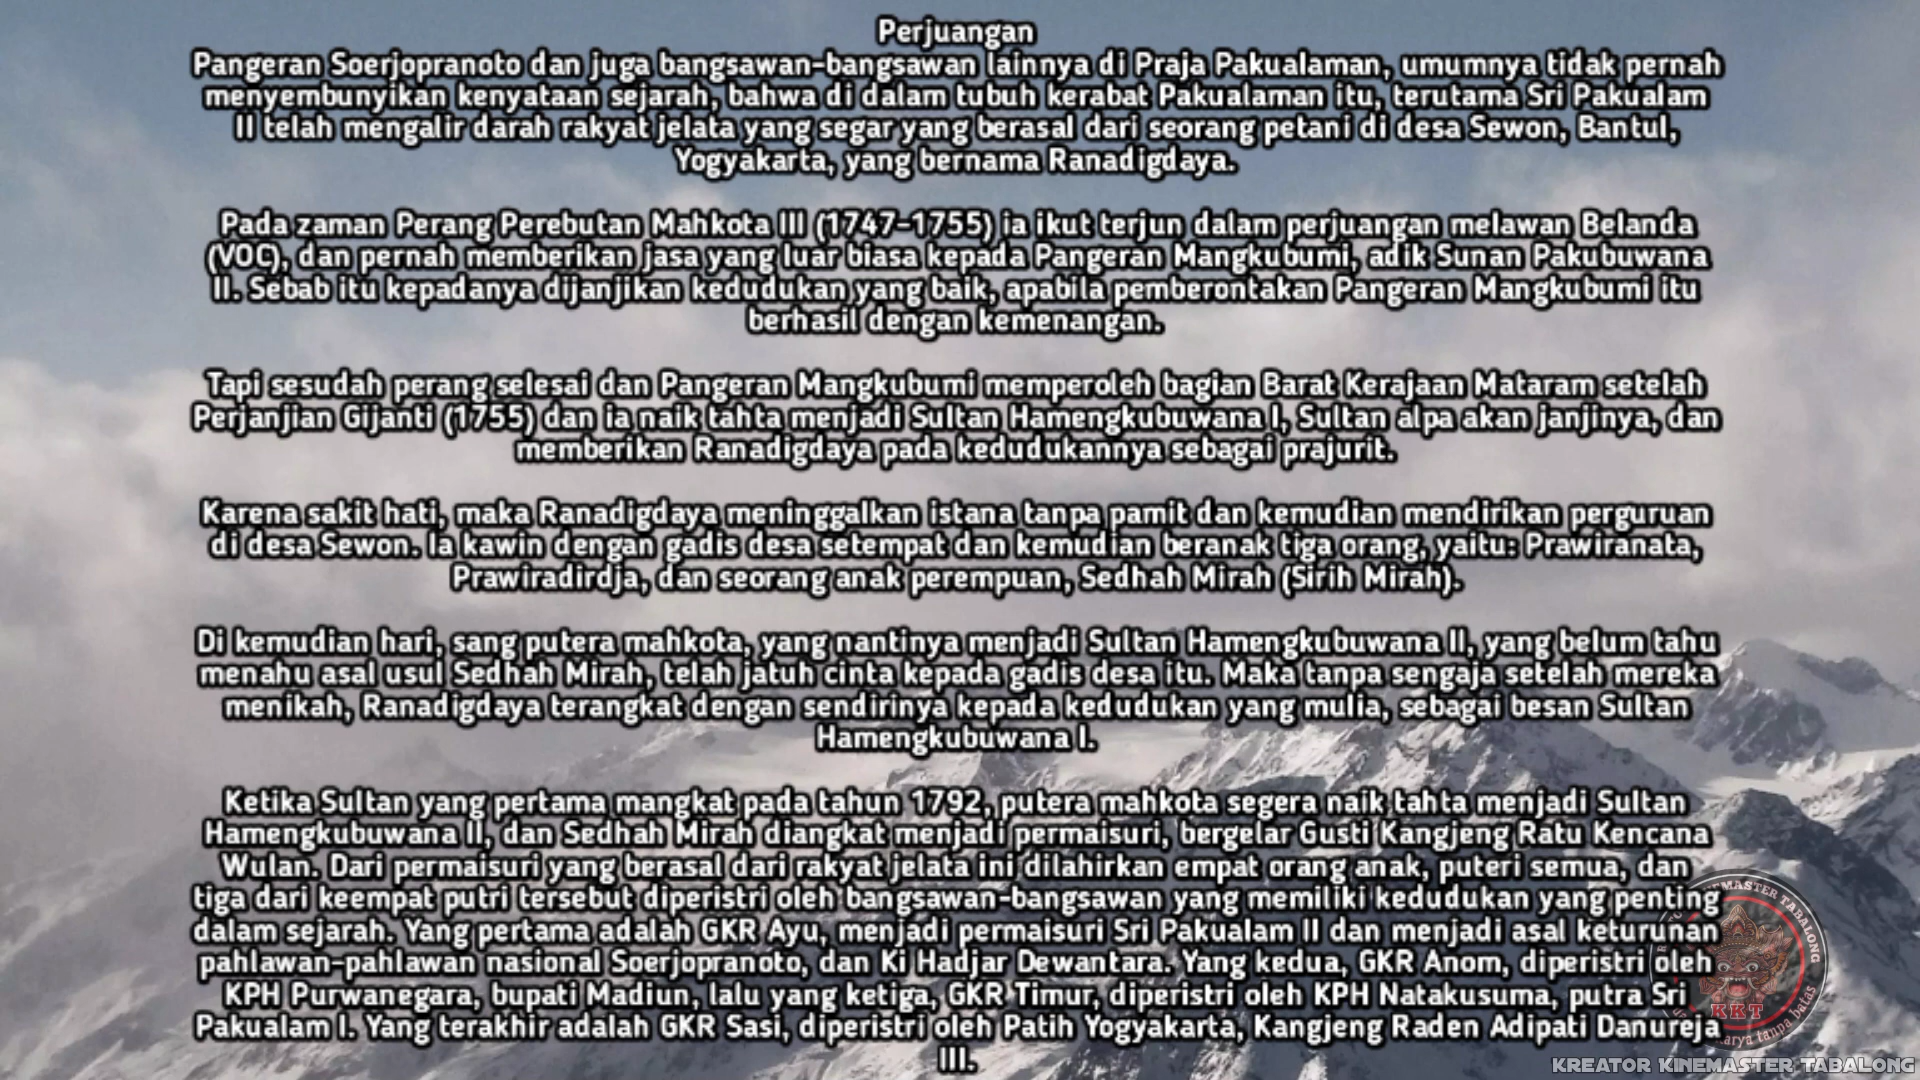 Perjuangan
Pangeran Soerjopranoto dan juga bangsawan-bangsawan lainnya di Praja Pakualaman, umumnya tidak pernah
menyembunyikan kenyataan sejarah, bahwa di dalam tubuh kerabat Pakualaman itu, terutama Sri Pakualam
II telah mengalir darah rakyat jelata yang segar yang berasal dari seorang petani di desa Sewon, Bantul,
Yogyakarta, yang bernama Ranadigdaya.
Pada zaman Perang Perebutan Mahkota III (1747-1755) ia ikut terjun dalam perjuangan melawan Belanda
(VOC), dan pernah memberikan jasa yang luar biasa kepada Pangeran Mangkubumi, adik Sunan Pakubuwana
II. Sebab itu kepadanya dijanjikan kedudukan yang baik, apabila pemberontakan Pangeran Mangkubumi itu
berhasil dengan kemenangan.
Tapi sesudah perang selesai dan Pangeran Mangkubumi memperoleh bagian Barat Kerajaan Mataram setelah
Perjanjian Gijanti (1755) dan ia naik tahta menjadi Sultan Hamengkubuwana I, Sultan alpa akan janjinya, dan
memberikan Ranadigdaya pada kedudukannya sebagai prajurit.
Karena sakit hati, maka Ranadigdaya meninggalkan istana tanpa pamit dan kemudian mendirikan perguruan
di desa Sewon. Ia kawin dengan gadis desa setempat dan kemudian beranak tiga orang, yaitu: Prawiranata,
Prawiradirdja, dan seorang anak perempuan, Sedhah Mirah (Sirih Mirah).
Di kemudian hari, sang putera mahkota, yang nantinya menjadi Sultan Hamengkubuwana II, yang belum tahu
menahu asal usul Sedhah Mirah, telah jatuh cinta kepada gadis desa itu. Maka tanpa sengaja setelah mereka
menikah, Ranadigdaya terangkat dengan sendirinya kepada kedudukan yang mulia, sebagai besan Sultan
Hamengkubuwana I.
Ketika Sultan yang pertama mangkat pada tahun 1792, putera mahkota segera naik tahta menjadi Sultan
Hamengkubuwana II, dan Sedhah Mirah diangkat menjadi permaisuri, bergelar Gusti Kangjeng Ratu Kencana
Wulan. Dari permaisuri yang berasal dari rakyat jelata ini dilahirkan empat orang anak, puteri semua, dan
tiga dari keempat putri tersebut diperistri oleh bangsawan-bangsawan yang memiliki kedudukan yang penting
dalam sejarah. Yang pertama adalah GKR Ayu, menjadi permaisuri Sri Pakualam II dan menjadi asal keturunan
pahlawan-pahlawan nasional Soerjopranoto, dan Ki Hadjar Dewantara. Yang kedua, GKR Anom, diperistri oleh
KPH Purwanegara, bupati Madiun, lalu yang ketiga, GKR Timur, diperistri oleh KPH Natakusuma, putra Sri
Pakualam I. Yang terakhir adalah GKR Sasi, diperistri oleh Patih Yogyakarta, Kangjeng Raden Adipati Danureja
III.
KINEMASTER TABALONG
KKT
tanpa batas
KREATOR KINEMASTER TABALONG